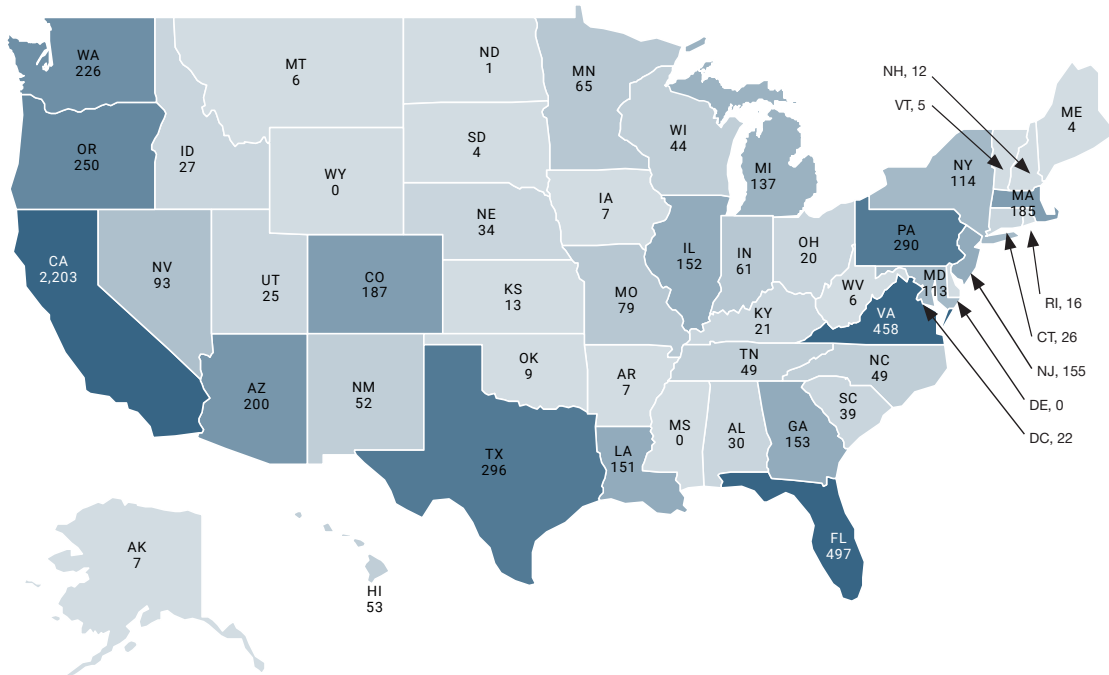 WA
226
MT
6
ND
1
MN
65
NH, 12
VT, 5
ME
4
OR
250
ID
27
WY
0
SD
4
WI
44
MI
137
NY
114
MA
185
NE
34
IA
7
PA
290
CA
2,203
NV
93
UT
25
CO
187
KS
13
MO
79
IL
152
IN
61
OH
20
WV
6
MD
113
RI, 16
KY
21
VA
458
CT, 26
AZ
200
NM
52
OK
9
AR
7
TN
49
NC
49
NJ, 155
SC
39
DE, 0
MS
0
AL
30
GA
153
DC, 22
TX
296
LA
151
AK
7
FL
497
HI
53